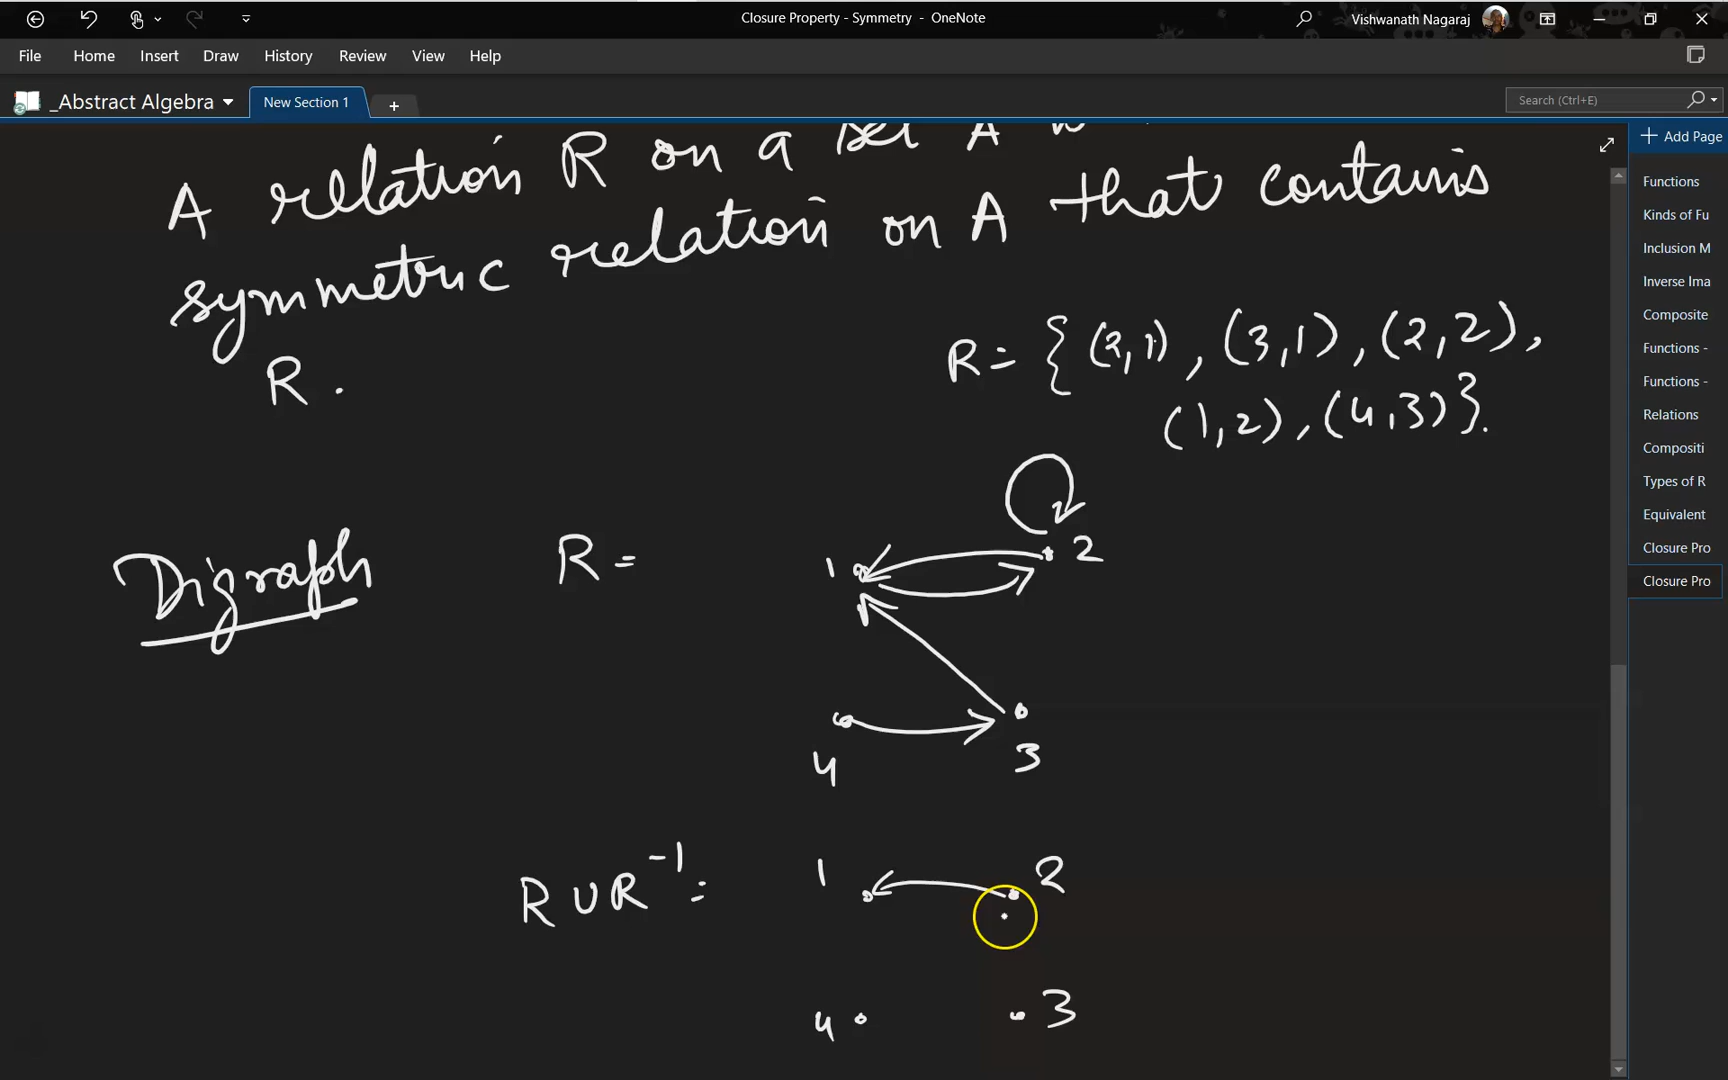 Closure Property - Symmetry - OneNote
Vishwanath Nagaraj
File Home Insert Draw History Review View Help
_Abstract Algebra
New Section 1
+
Search (Ctrl+E)
+ Add Page
Functions
Kinds of Fu
Inclusion M
Inverse Ima
Composite
Functions -
Functions -
Relations
Compositi
Types of R
Equivalent
Closure Pro
Closure Pro
A relation R on a set A
symmetric relation on A that contains
R.
R = { (2,1), (3,1), (2,2),
(1,2), (4,3)}.
Digraph
R =
1 2
4 3
R ∪ R⁻¹ =
1 2
4 3